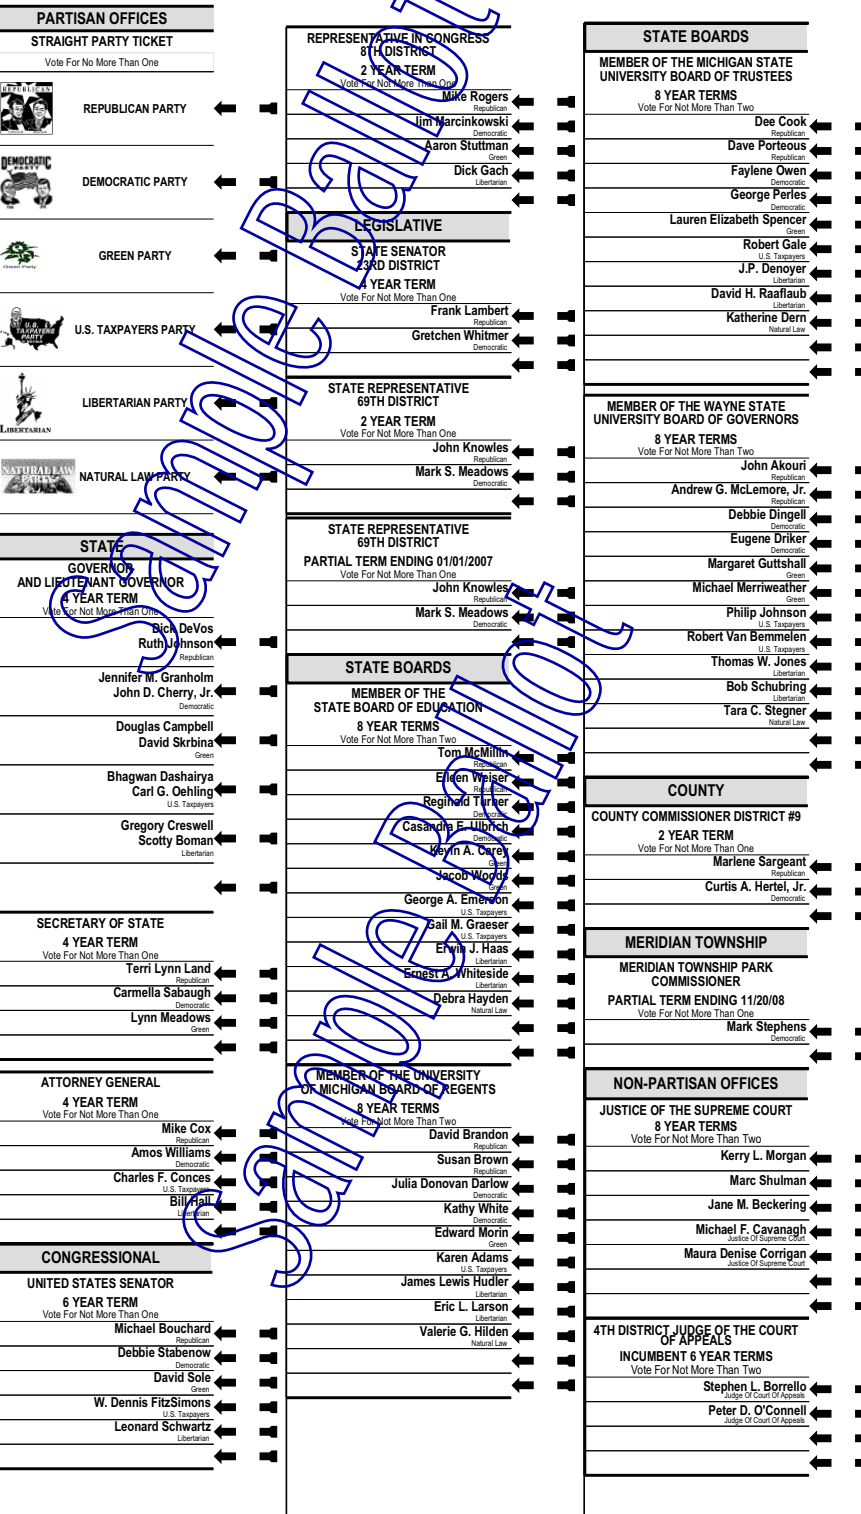 PARTISAN OFFICES
STRAIGHT PARTY TICKET
Vote For No More Than One
REPUBLICAN
REPUBLICAN PARTY
DEMOCRATIC
PARTY
DEMOCRATIC PARTY
Green Party
GREEN PARTY
U.S.
TAXPAYERS
PARTY
U.S. TAXPAYERS PARTY
LIBERTARIAN
LIBERTARIAN PARTY
NATURAL LAW
PARTY
NATURAL LAW PARTY
STATE
GOVERNOR
AND LIEUTENANT GOVERNOR
4 YEAR TERM
Vote For Not More Than One
Dick DeVos
Ruth Johnson
Republican
Jennifer M. Granholm
John D. Cherry, Jr.
Democratic
Douglas Campbell
David Skrbina
Green
Bhagwan Dashairya
Carl G. Oehling
U.S. Taxpayers
Gregory Creswell
Scotty Boman
Libertarian
SECRETARY OF STATE
4 YEAR TERM
Vote For Not More Than One
Terri Lynn Land
Republican
Carmella Sabaugh
Democratic
Lynn Meadows
Green
ATTORNEY GENERAL
4 YEAR TERM
Vote For Not More Than One
Mike Cox
Republican
Amos Williams
Democratic
Charles F. Conces
U.S. Taxpayers
Bill Hall
Libertarian
CONGRESSIONAL
UNITED STATES SENATOR
6 YEAR TERM
Vote For Not More Than One
Michael Bouchard
Republican
Debbie Stabenow
Democratic
David Sole
Green
W. Dennis FitzSimons
U.S. Taxpayers
Leonard Schwartz
Libertarian
REPRESENTATIVE IN CONGRESS
8TH DISTRICT
2 YEAR TERM
Vote For Not More Than One
Mike Rogers
Republican
Jim Marcinkowski
Democratic
Aaron Stuttman
Green
Dick Gach
Libertarian
LEGISLATIVE
STATE SENATOR
23RD DISTRICT
4 YEAR TERM
Vote For Not More Than One
Frank Lambert
Republican
Gretchen Whitmer
Democratic
STATE REPRESENTATIVE
69TH DISTRICT
2 YEAR TERM
Vote For Not More Than One
John Knowles
Republican
Mark S. Meadows
Democratic
STATE REPRESENTATIVE
69TH DISTRICT
PARTIAL TERM ENDING 01/01/2007
Vote For Not More Than One
John Knowles
Republican
Mark S. Meadows
Democratic
STATE BOARDS
MEMBER OF THE
STATE BOARD OF EDUCATION
8 YEAR TERMS
Vote For Not More Than Two
Tom McMillin
Republican
Eileen Weiser
Republican
Reginald Turner
Democratic
Casandra E. Ulbrich
Democratic
Kevin A. Carey
Green
Jacob Woods
Green
George A. Emerson
U.S. Taxpayers
Gail M. Graeser
U.S. Taxpayers
Erwin J. Haas
Libertarian
Ernest A. Whiteside
Libertarian
Debra Hayden
Natural Law
MEMBER OF THE UNIVERSITY
OF MICHIGAN BOARD OF REGENTS
8 YEAR TERMS
Vote For Not More Than Two
David Brandon
Republican
Susan Brown
Republican
Julia Donovan Darlow
Democratic
Kathy White
Democratic
Edward Morin
Green
Karen Adams
U.S. Taxpayers
James Lewis Hudler
Libertarian
Eric L. Larson
Libertarian
Valerie G. Hilden
Natural Law
STATE BOARDS
MEMBER OF THE MICHIGAN STATE
UNIVERSITY BOARD OF TRUSTEES
8 YEAR TERMS
Vote For Not More Than Two
Dee Cook
Republican
Dave Porteous
Republican
Faylene Owen
Democratic
George Perles
Democratic
Lauren Elizabeth Spencer
Green
Robert Gale
U.S. Taxpayers
J.P. Denoyer
Libertarian
David H. Raaflaub
Libertarian
Katherine Dern
Natural Law
MEMBER OF THE WAYNE STATE
UNIVERSITY BOARD OF GOVERNORS
8 YEAR TERMS
Vote For Not More Than Two
John Akouri
Republican
Andrew G. McLemore, Jr.
Republican
Debbie Dingell
Democratic
Eugene Driker
Democratic
Margaret Guttshall
Green
Michael Merriweather
Green
Philip Johnson
U.S. Taxpayers
Robert Van Bemmelen
U.S. Taxpayers
Thomas W. Jones
Libertarian
Bob Schubring
Libertarian
Tara C. Stegner
Natural Law
COUNTY
COUNTY COMMISSIONER DISTRICT #9
2 YEAR TERM
Vote For Not More Than One
Marlene Sargeant
Republican
Curtis A. Hertel, Jr.
Democratic
MERIDIAN TOWNSHIP
MERIDIAN TOWNSHIP PARK
COMMISSIONER
PARTIAL TERM ENDING 11/20/08
Vote For Not More Than One
Mark Stephens
Democratic
NON-PARTISAN OFFICES
JUSTICE OF THE SUPREME COURT
8 YEAR TERMS
Vote For Not More Than Two
Kerry L. Morgan
Marc Shulman
Jane M. Beckering
Michael F. Cavanagh
Justice Of Supreme Court
Maura Denise Corrigan
Justice Of Supreme Court
4TH DISTRICT JUDGE OF THE COURT
OF APPEALS
INCUMBENT 6 YEAR TERMS
Vote For Not More Than Two
Stephen L. Borrello
Judge Of Court Of Appeals
Peter D. O'Connell
Judge Of Court Of Appeals
Sample Ballot
Sample Ballot